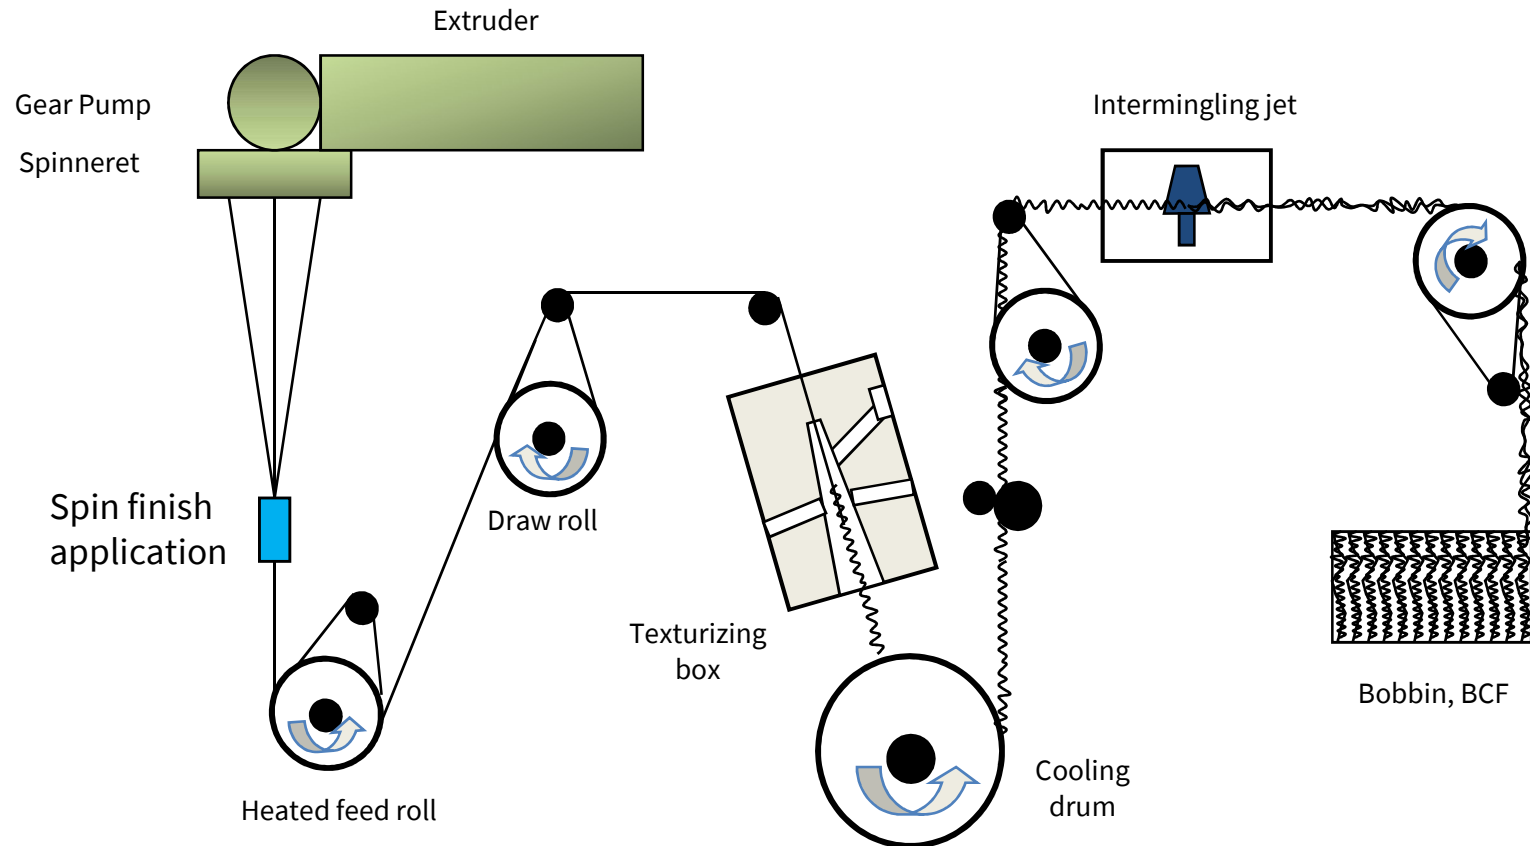 Extruder
Gear Pump
Spinneret
Intermingling jet
Spin finish
application
Draw roll
Texturizing
box
Bobbin, BCF
Cooling
drum
Heated feed roll